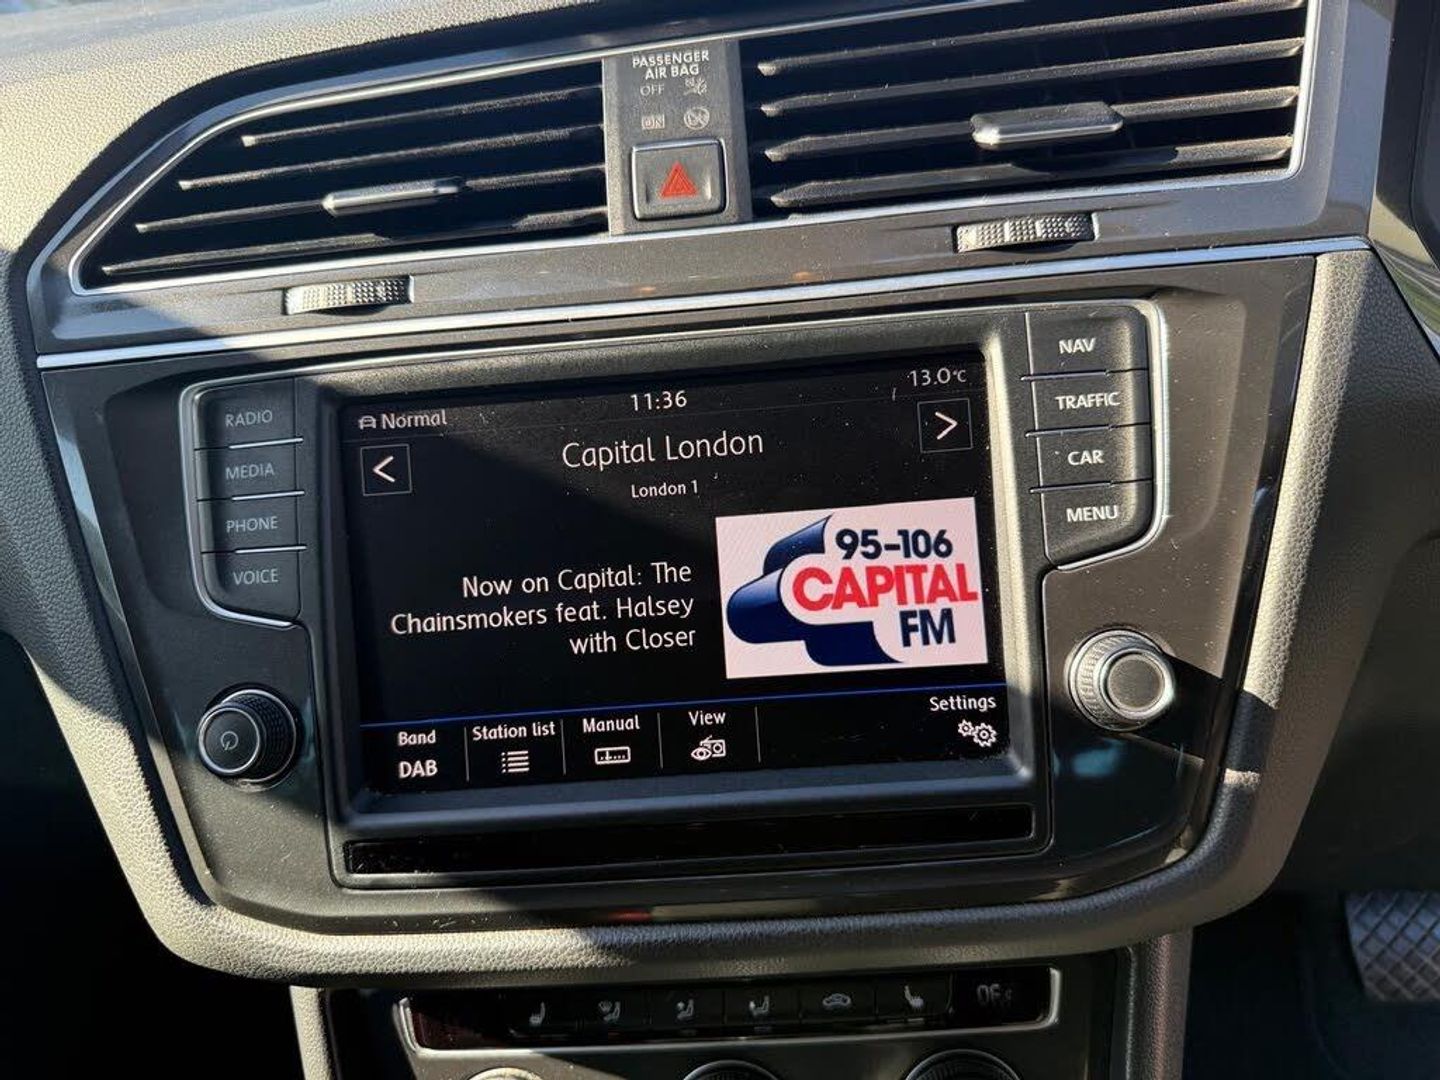 PASSENGER
AIR BAG
OFF
ON
RADIO
MEDIA
PHONE
VOICE
Normal
11:36
13.0°C
<
Capital London
>
London 1
Now on Capital: The
Chainsmokers feat. Halsey
with Closer
95-106
CAPITAL
FM
Band
DAB
Station list
Manual
View
Settings
NAV
TRAFFIC
CAR
MENU